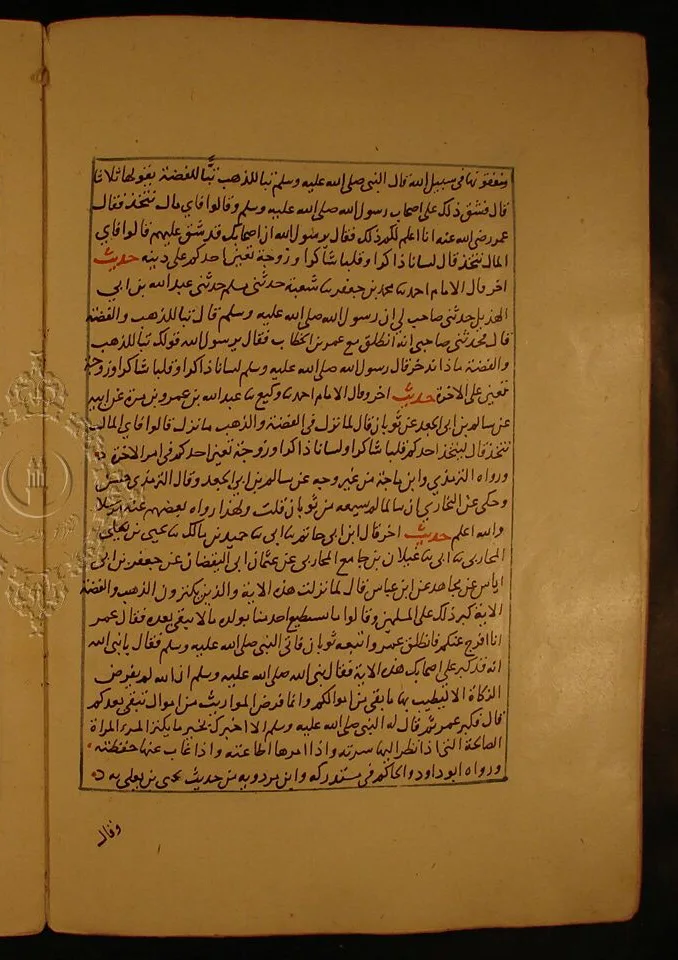 ينفقونها في سبيل الله قال النبي صلى الله عليه وسلم تبا للذهب تبًّا للفضة يقولها ثلاثا
قال فشق ذلك على اصحاب رسول الله صلى الله عليه وسلم وقالوا فاي مال نتخذ فقال
عمر رضي الله عنه انا اعلم لكم ذلك فقال يرسول الله ان اصحابك قد شق عليهم قالوا فاي
المال نتخذ قال لسانا ذاكرا وقلبا شاكرا وزوجة تعين احدكم على دينه حديث
اخر قال الامام احمد ثنا محمد بن جعفر ثنا شعبة حدثني سلم حدثني عبد الله بن ابي
الهذيل حدثني صاحب لي ان رسول الله صلى الله عليه وسلم قال تبا للذهب والفضة
قال فحدثني صاحبي انه انطلق مع عمر بن الخطاب فقال يرسول الله قولك تبا للذهب
والفضة ماذا ندخر قال رسول الله صلى الله عليه وسلم لسانا ذاكرا وقلبا شاكرا وزوجة
تعين على الاخرة حديث اخر وقال الامام احمد ثنا وكيع ثنا عبد الله بن عمرو بن مرة عن ابيه
عن سالم بن ابي الجعد عن ثوبان قال لما نزل في الفضة والذهب ما نزل قالوا فاي المال
نتخذ قال ليتخذ احدكم قلبا شاكرا ولسانا ذاكرا وزوجة تعين احدكم في امر الاخرة
ورواه الترمذي وابن ماجة من غير وجه عن سالم بن ابي الجعد وقال الترمذي حسن
وحكى عن البخاري ان سالما لم يسمعه من ثوبان قلت ولهذا رواه بعضهم عنه مرسلا
والله اعلم حديث اخر قال ابن ابي حاتم ثنا ابي ثنا حميد بن مالك ثنا يحيى بن يعلى
المحاربي ثنا ابي ثنا غيلان بن جامع المحاربي عن عثمان ابي اليقضان عن جعفر بن ابي
اياس عن مجاهد عن ابن عباس قال لما نزلت هذه الاية والذين يكنزون الذهب والفضة
الاية كبر ذلك على المسلمين وقالوا ما يستطيع احد منا لولده مالا يبقى بعده فقال عمر
انا افرج عنكم فانطلق عمر واتبعه ثوبان فاتى النبي صلى الله عليه وسلم فقال يا نبي الله
انه قد كبر على اصحابك هذه الاية فقال نبي الله صلى الله عليه وسلم ان الله لم يفرض
الزكاة الا ليطيب بها ما بقي من اموالكم وانما فرض المواريث من اموال تبقى بعدكم
قال فكبر عمر ثم قال له النبي صلى الله عليه وسلم الا اخبرك بخير ما يكنز المرء المراة
الصالحة التي اذا نظر اليها سرته واذا امرها اطاعته واذا غاب عنها حفظته
ورواه ابو داود والحاكم في مستدركه وابن مردويه من حديث يحيى بن يعلى به
وقال